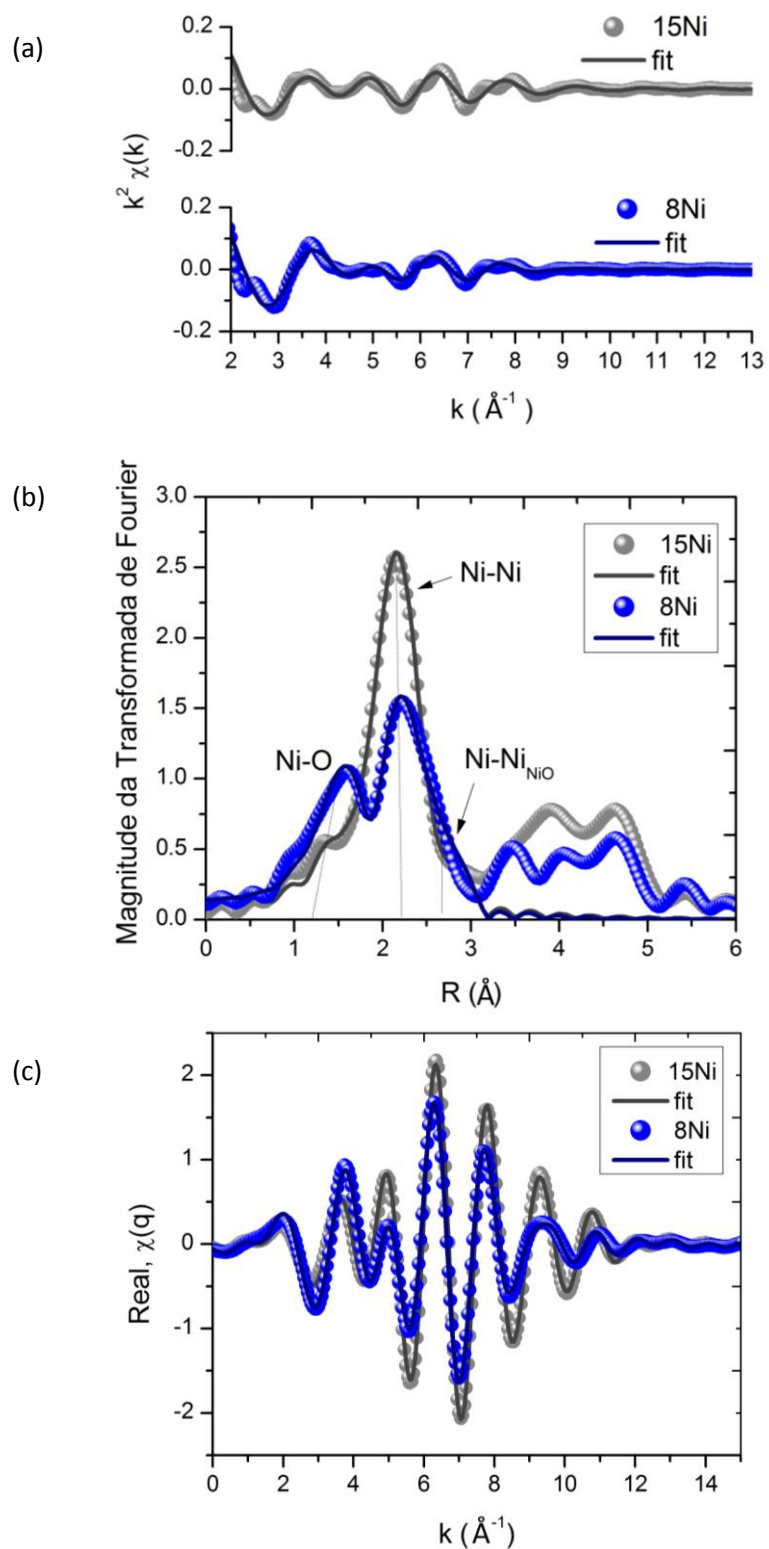 (a)
0.2
0.0
-0.2
15Ni
fit
0.2
0.0
-0.2
8Ni
fit
k² χ(k)
2 3 4 5 6 7 8 9 10 11 12 13
k ( Å⁻¹ )
(b)
3.0
2.5
2.0
1.5
1.0
0.5
0.0
Magnitude da Transformada de Fourier
15Ni
fit
8Ni
fit
Ni-Ni
Ni-O
Ni-Ni_NiO
0 1 2 3 4 5 6
R (Å)
(c)
2
1
0
-1
-2
Real, χ(q)
15Ni
fit
8Ni
fit
0 2 4 6 8 10 12 14
k (Å⁻¹)